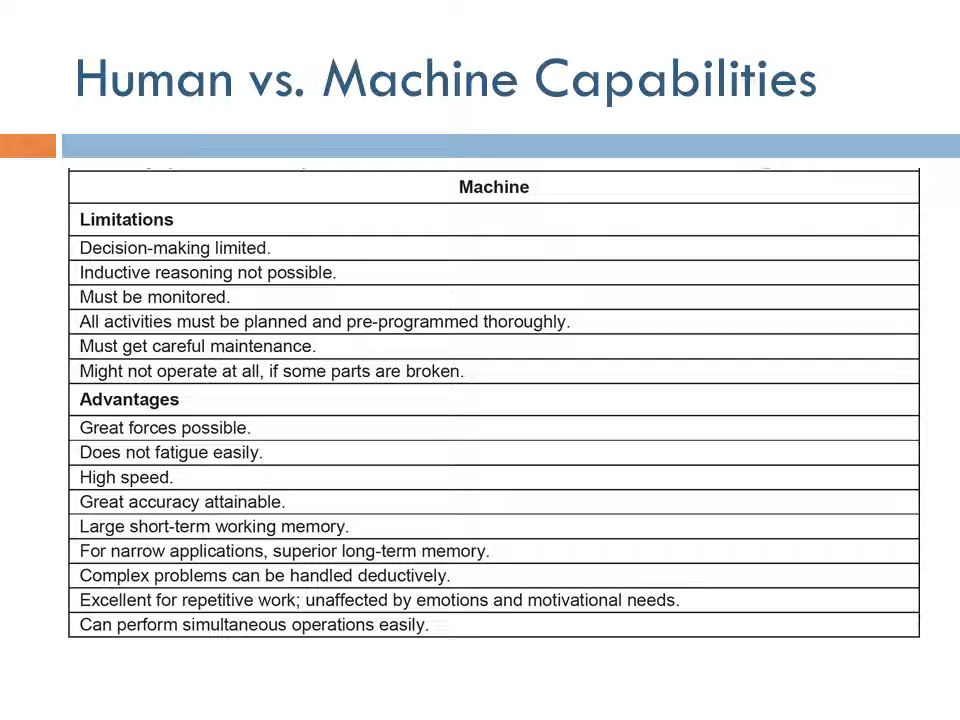 Human vs. Machine Capabilities
Machine
Limitations
Decision-making limited.
Inductive reasoning not possible.
Must be monitored.
All activities must be planned and pre-programmed thoroughly.
Must get careful maintenance.
Might not operate at all, if some parts are broken.
Advantages
Great forces possible.
Does not fatigue easily.
High speed.
Great accuracy attainable.
Large short-term working memory.
For narrow applications, superior long-term memory.
Complex problems can be handled deductively.
Excellent for repetitive work; unaffected by emotions and motivational needs.
Can perform simultaneous operations easily.